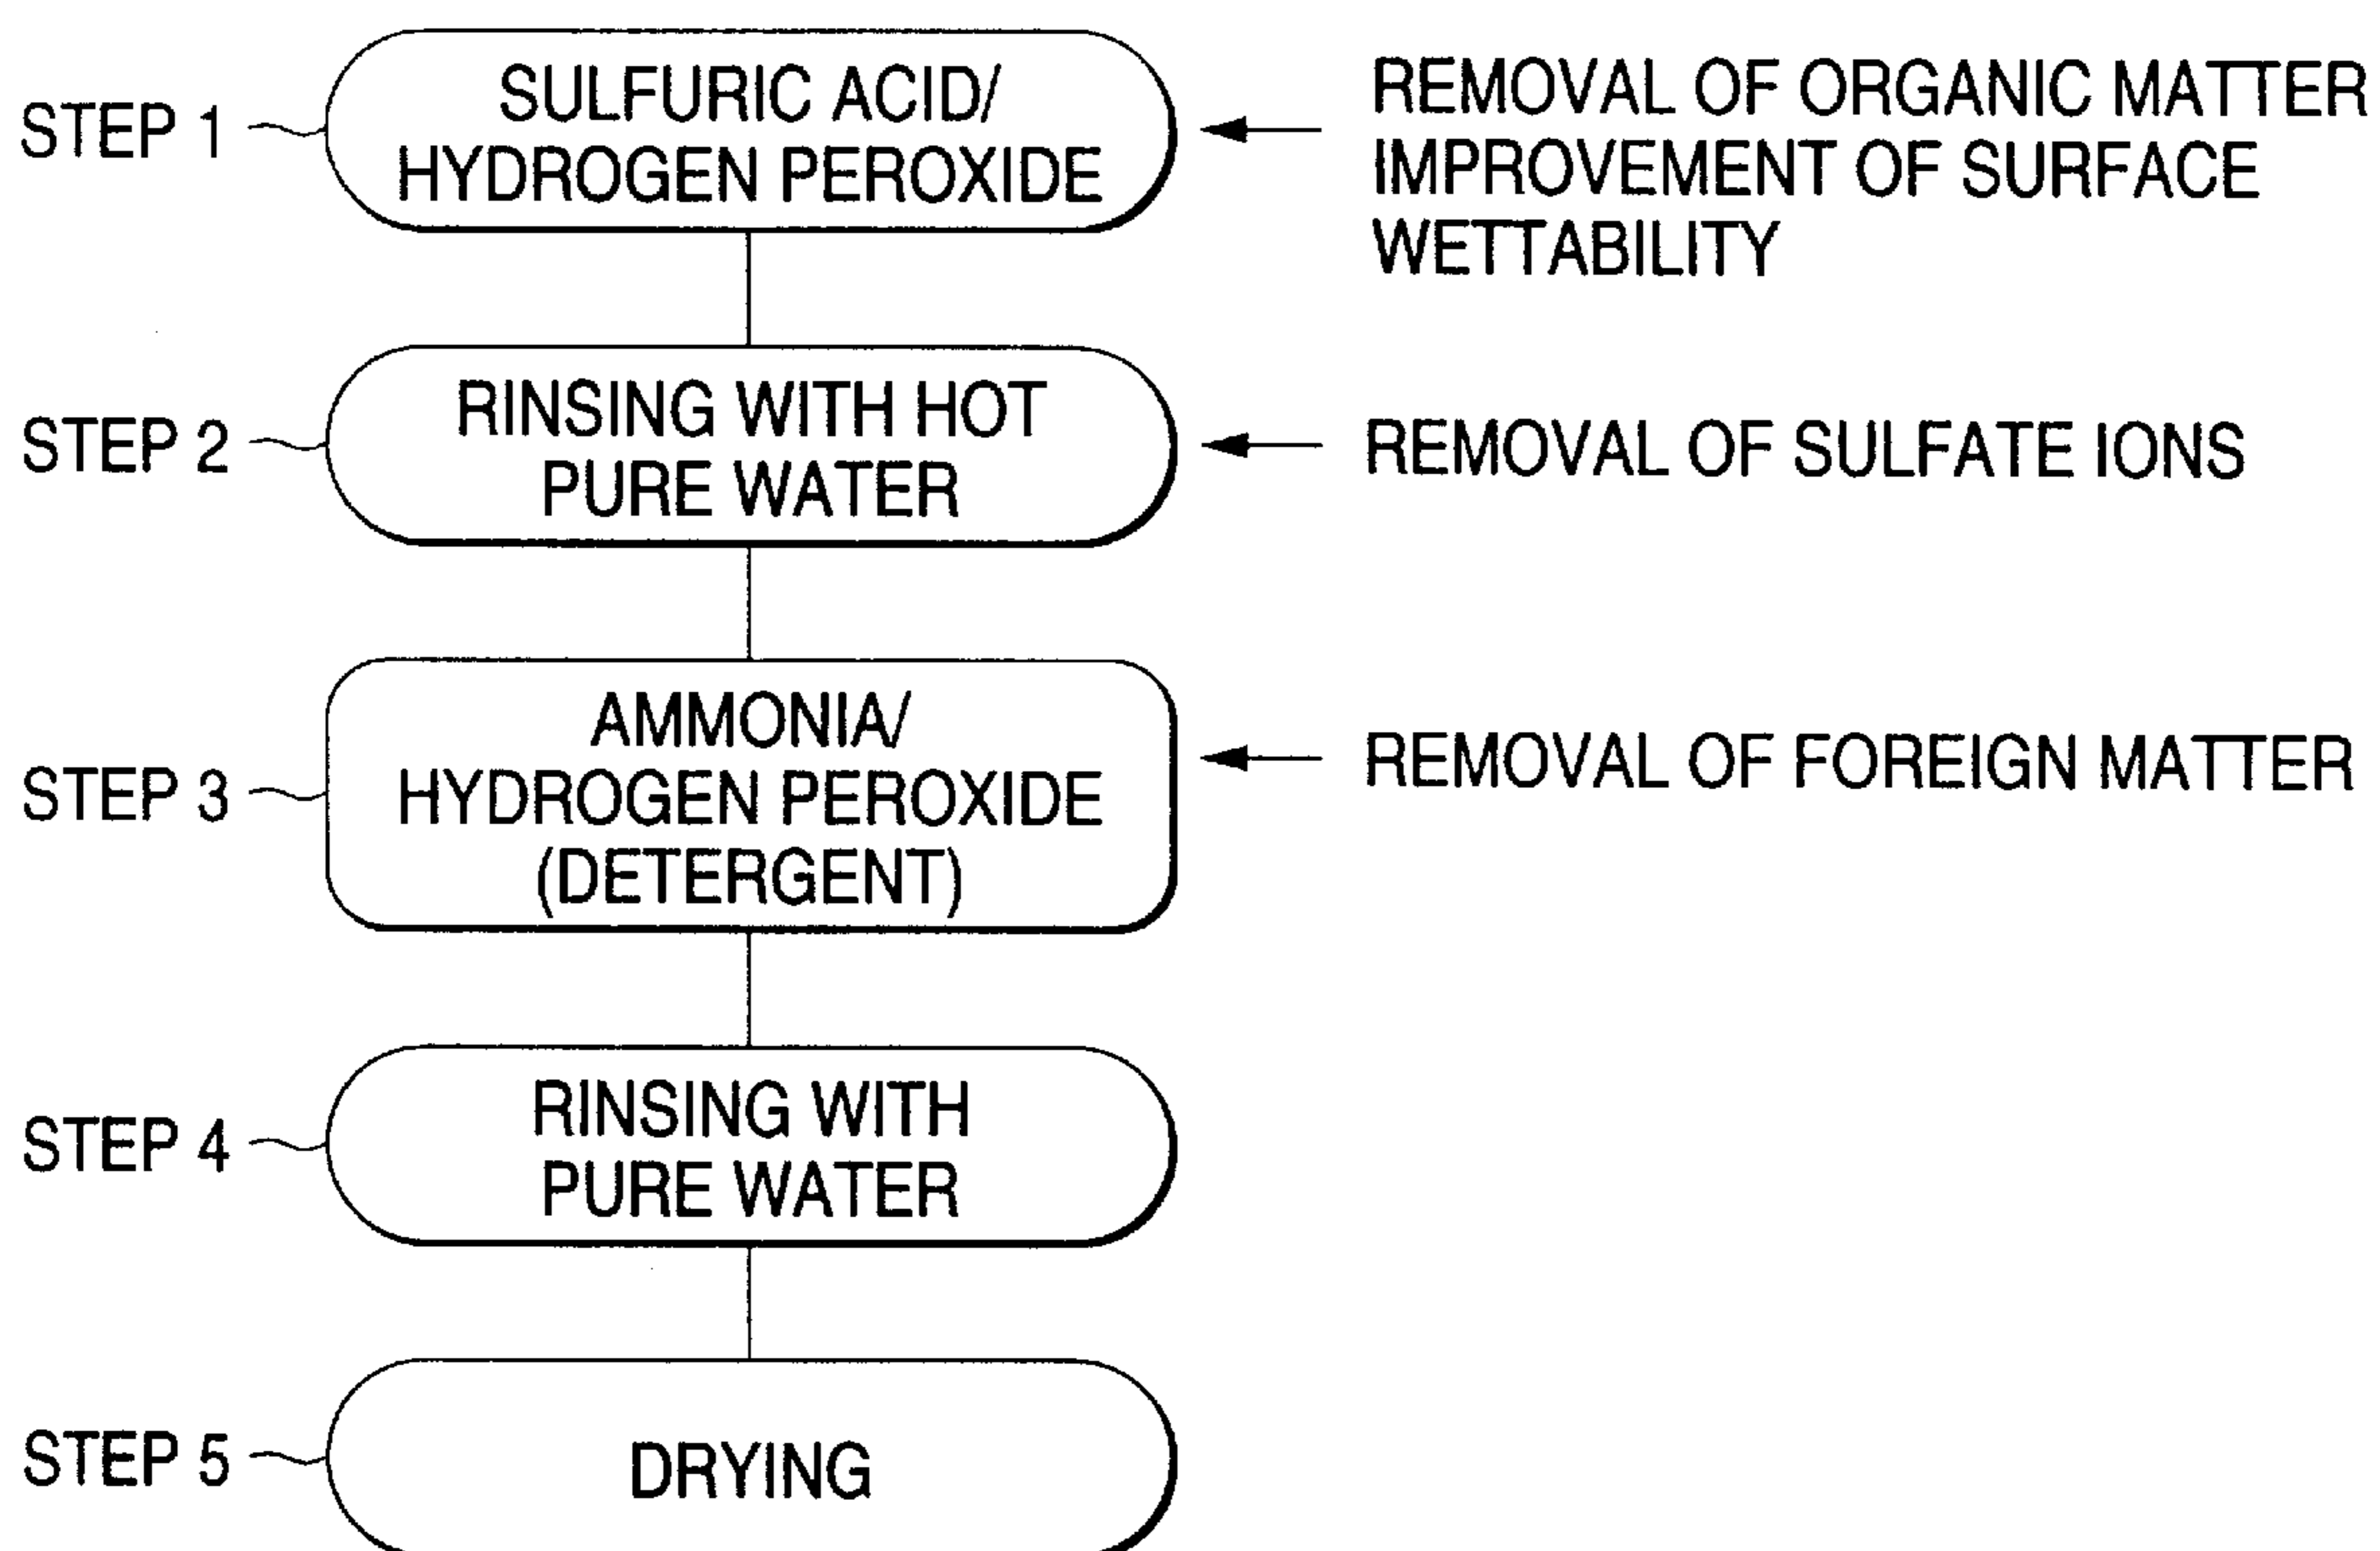 STEP 1
SULFURIC ACID/
HYDROGEN PEROXIDE
REMOVAL OF ORGANIC MATTER
IMPROVEMENT OF SURFACE
WETTABILITY
STEP 2
RINSING WITH HOT
PURE WATER
REMOVAL OF SULFATE IONS
STEP 3
AMMONIA/
HYDROGEN PEROXIDE
(DETERGENT)
REMOVAL OF FOREIGN MATTER
STEP 4
RINSING WITH
PURE WATER
STEP 5
DRYING